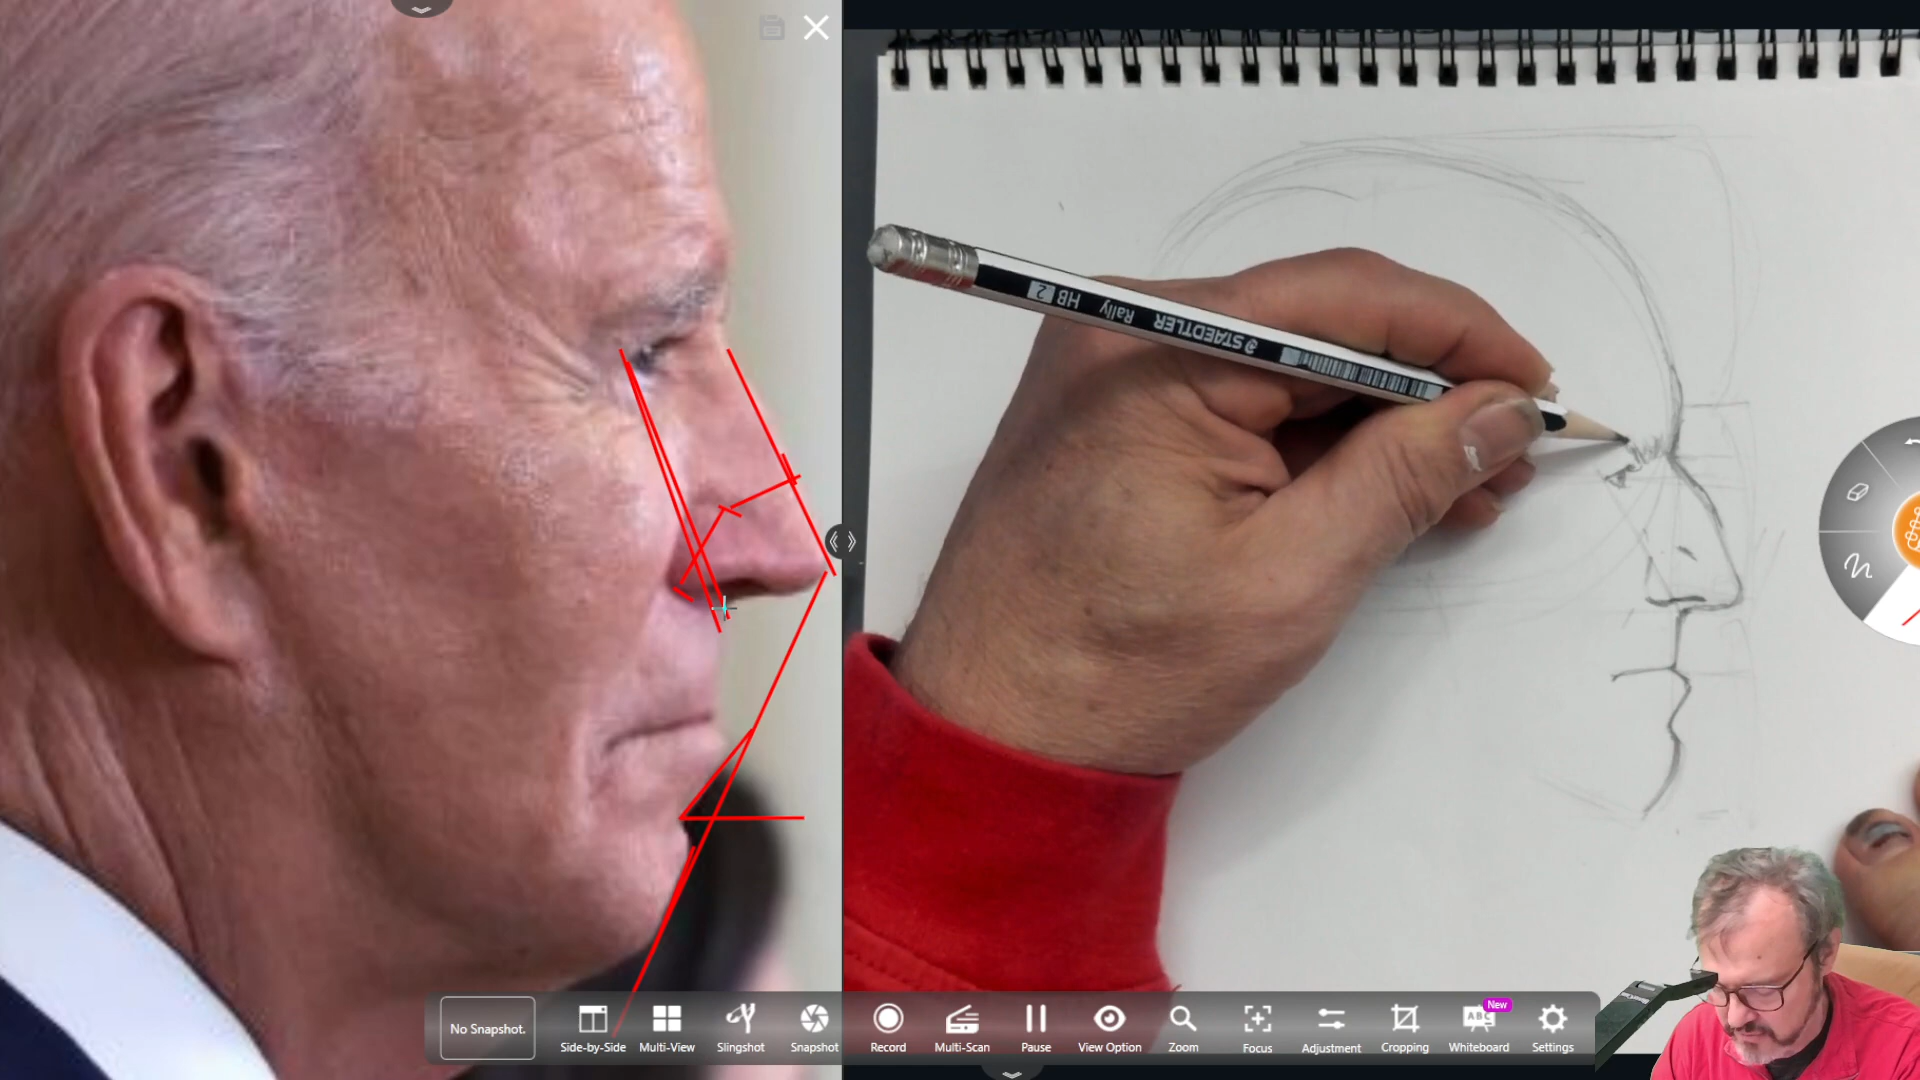 STAEDTLER Rally HB 2
No Snapshot.
Side-by-Side
Multi-View
Slingshot
Snapshot
Record
Multi-Scan
Pause
View Option
Zoom
Focus
Adjustment
Cropping
New
ABC
Whiteboard
Settings